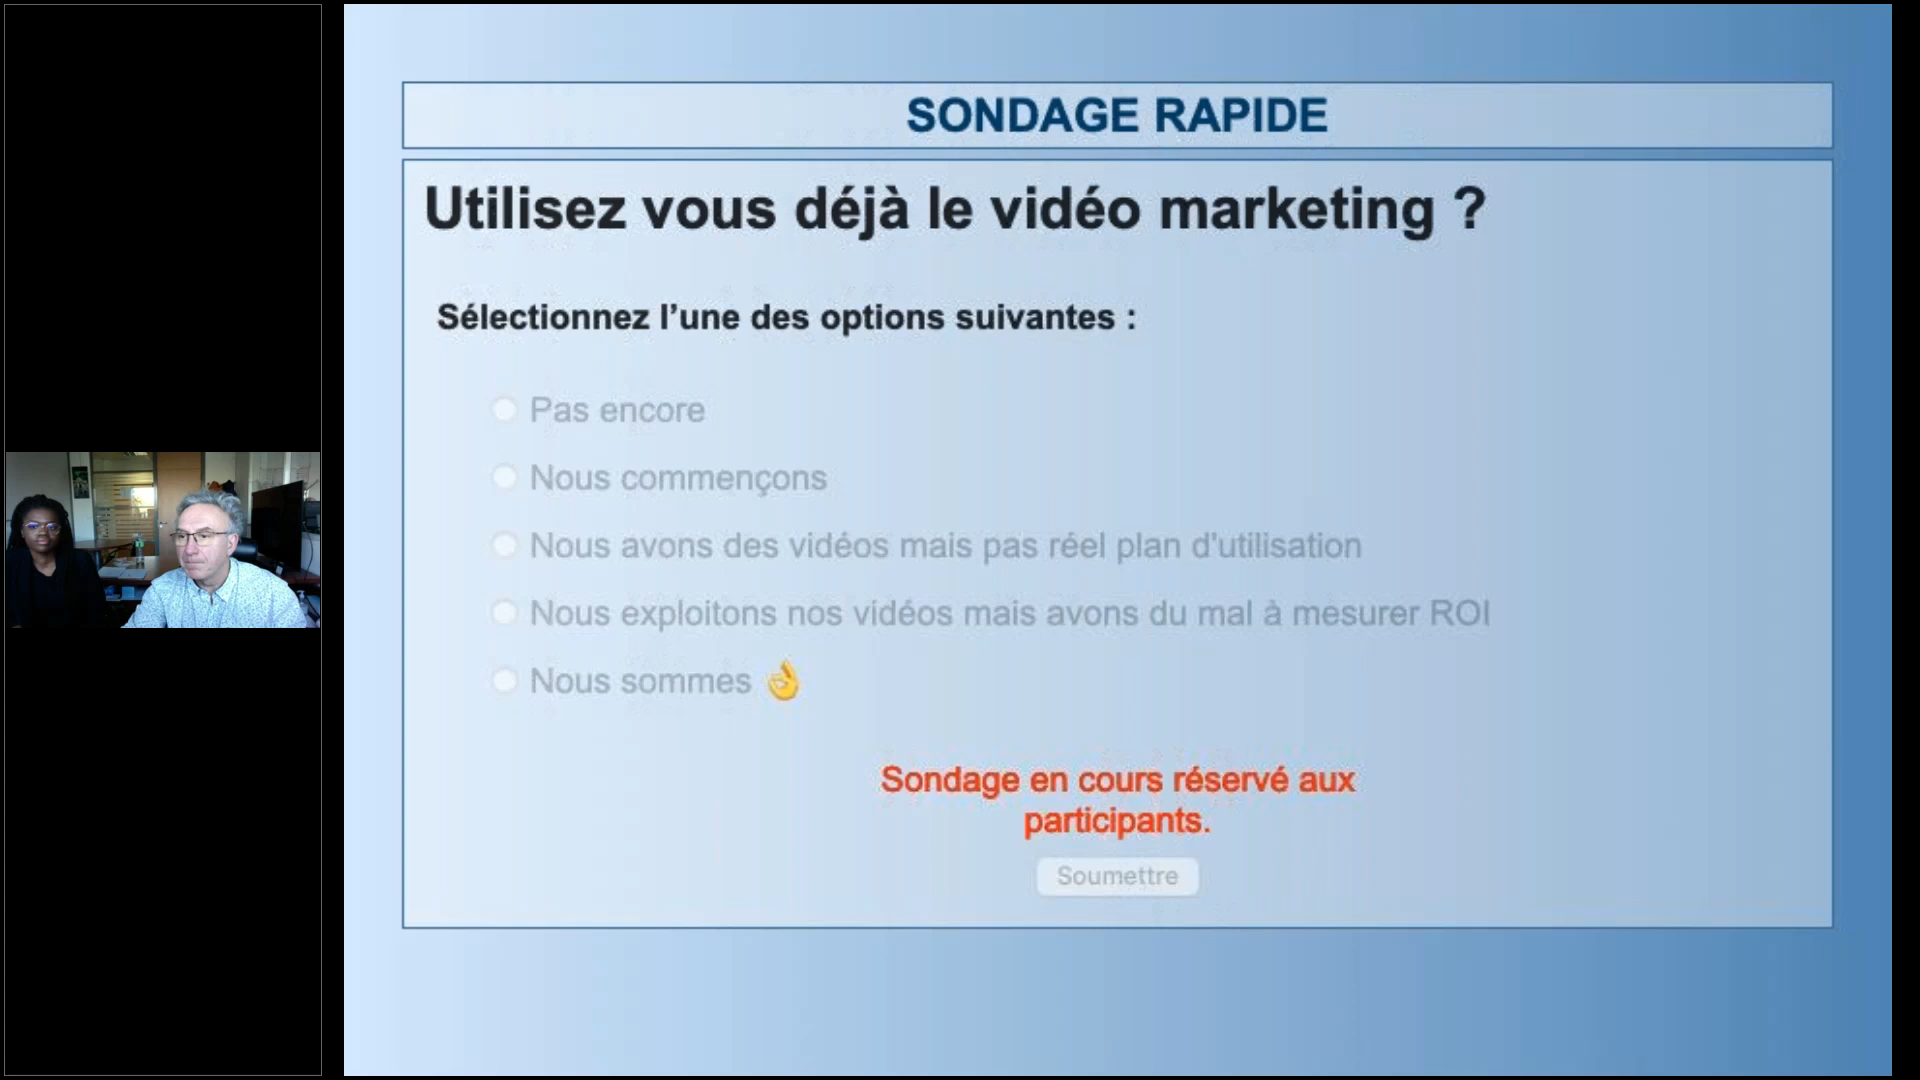 SONDAGE RAPIDE
Utilisez vous déjà le vidéo marketing ?
Sélectionnez l’une des options suivantes :
Pas encore
Nous commençons
Nous avons des vidéos mais pas réel plan d'utilisation
Nous exploitons nos vidéos mais avons du mal à mesurer ROI
Nous sommes 👌
Sondage en cours réservé aux
participants.
Soumettre